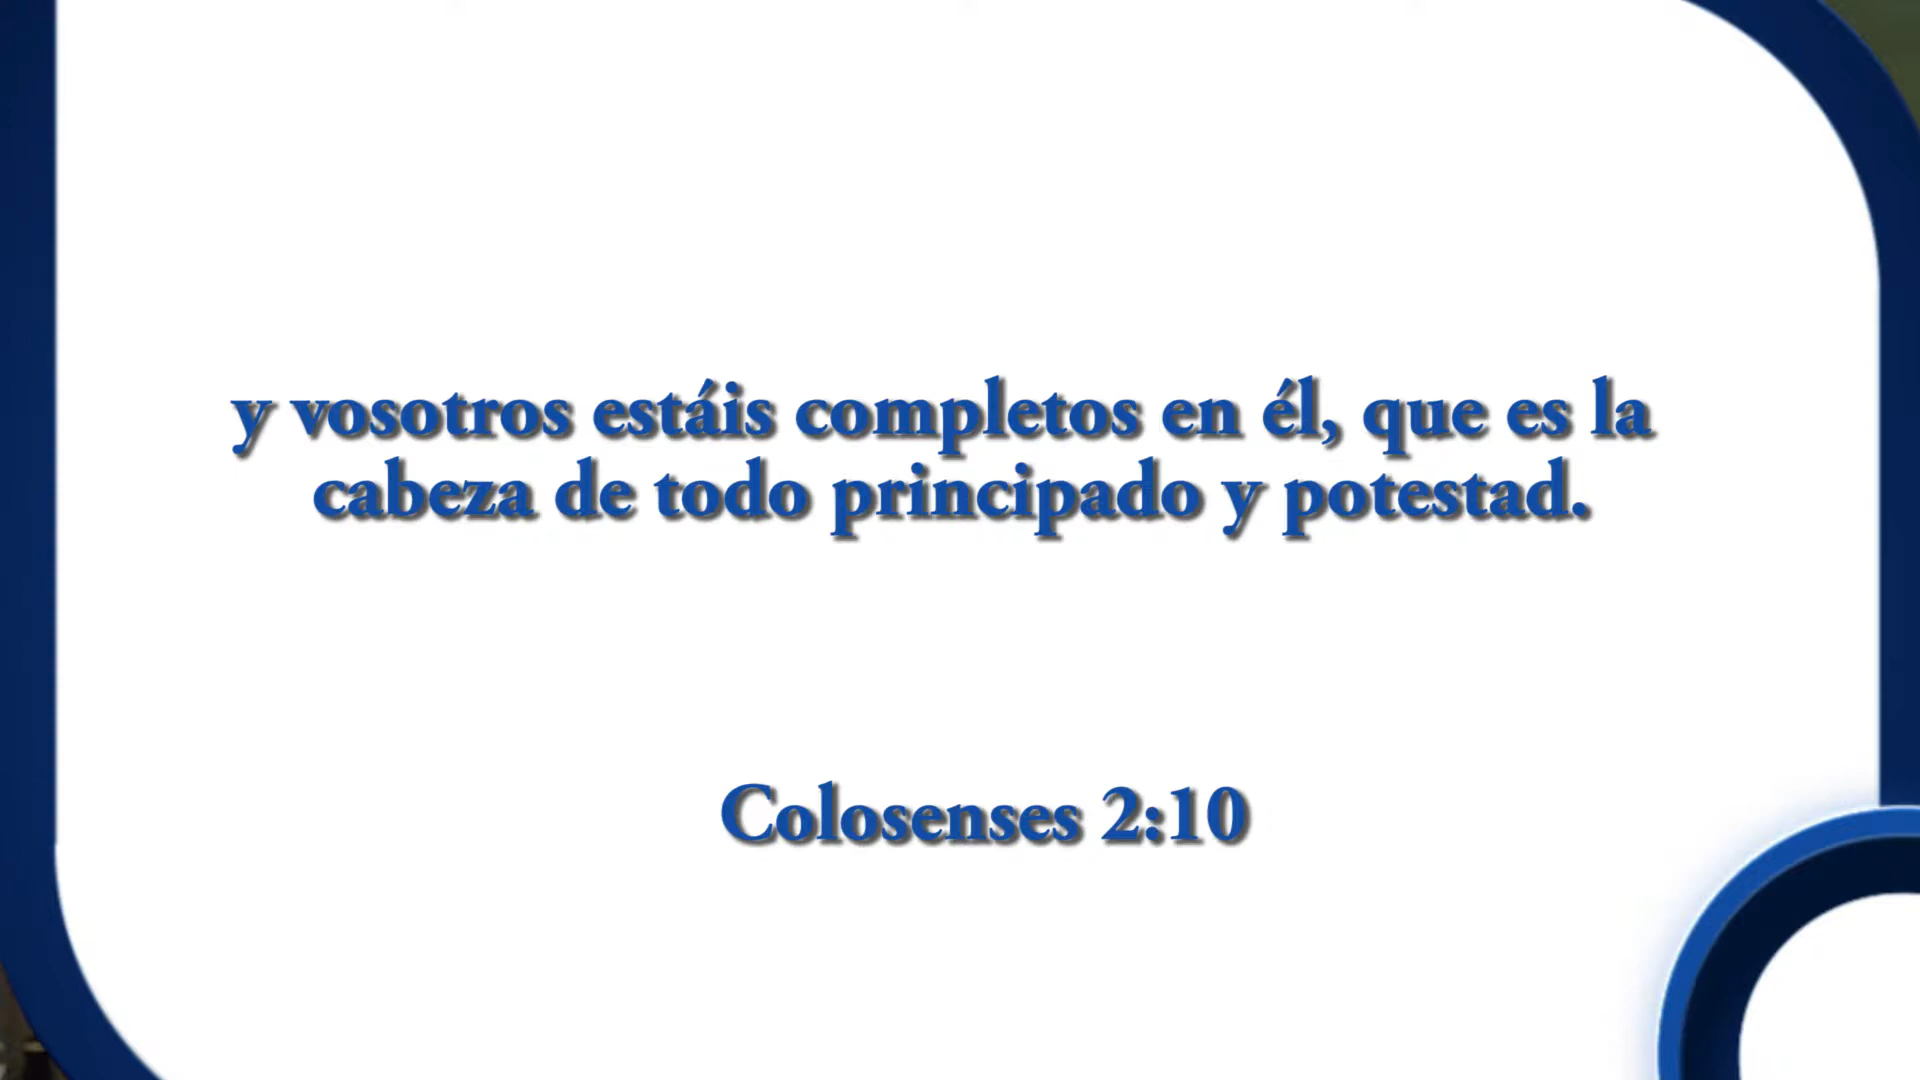 y vosotros estáis completos en él, que es la
cabeza de todo principado y potestad.
Colosenses 2:10